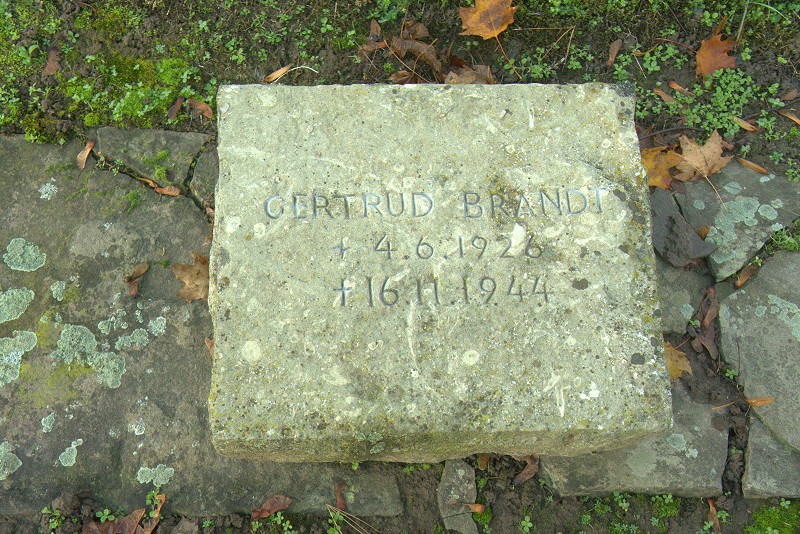 GERTRUD BRANDT
+ 4.6.1926
† 16.11.1944